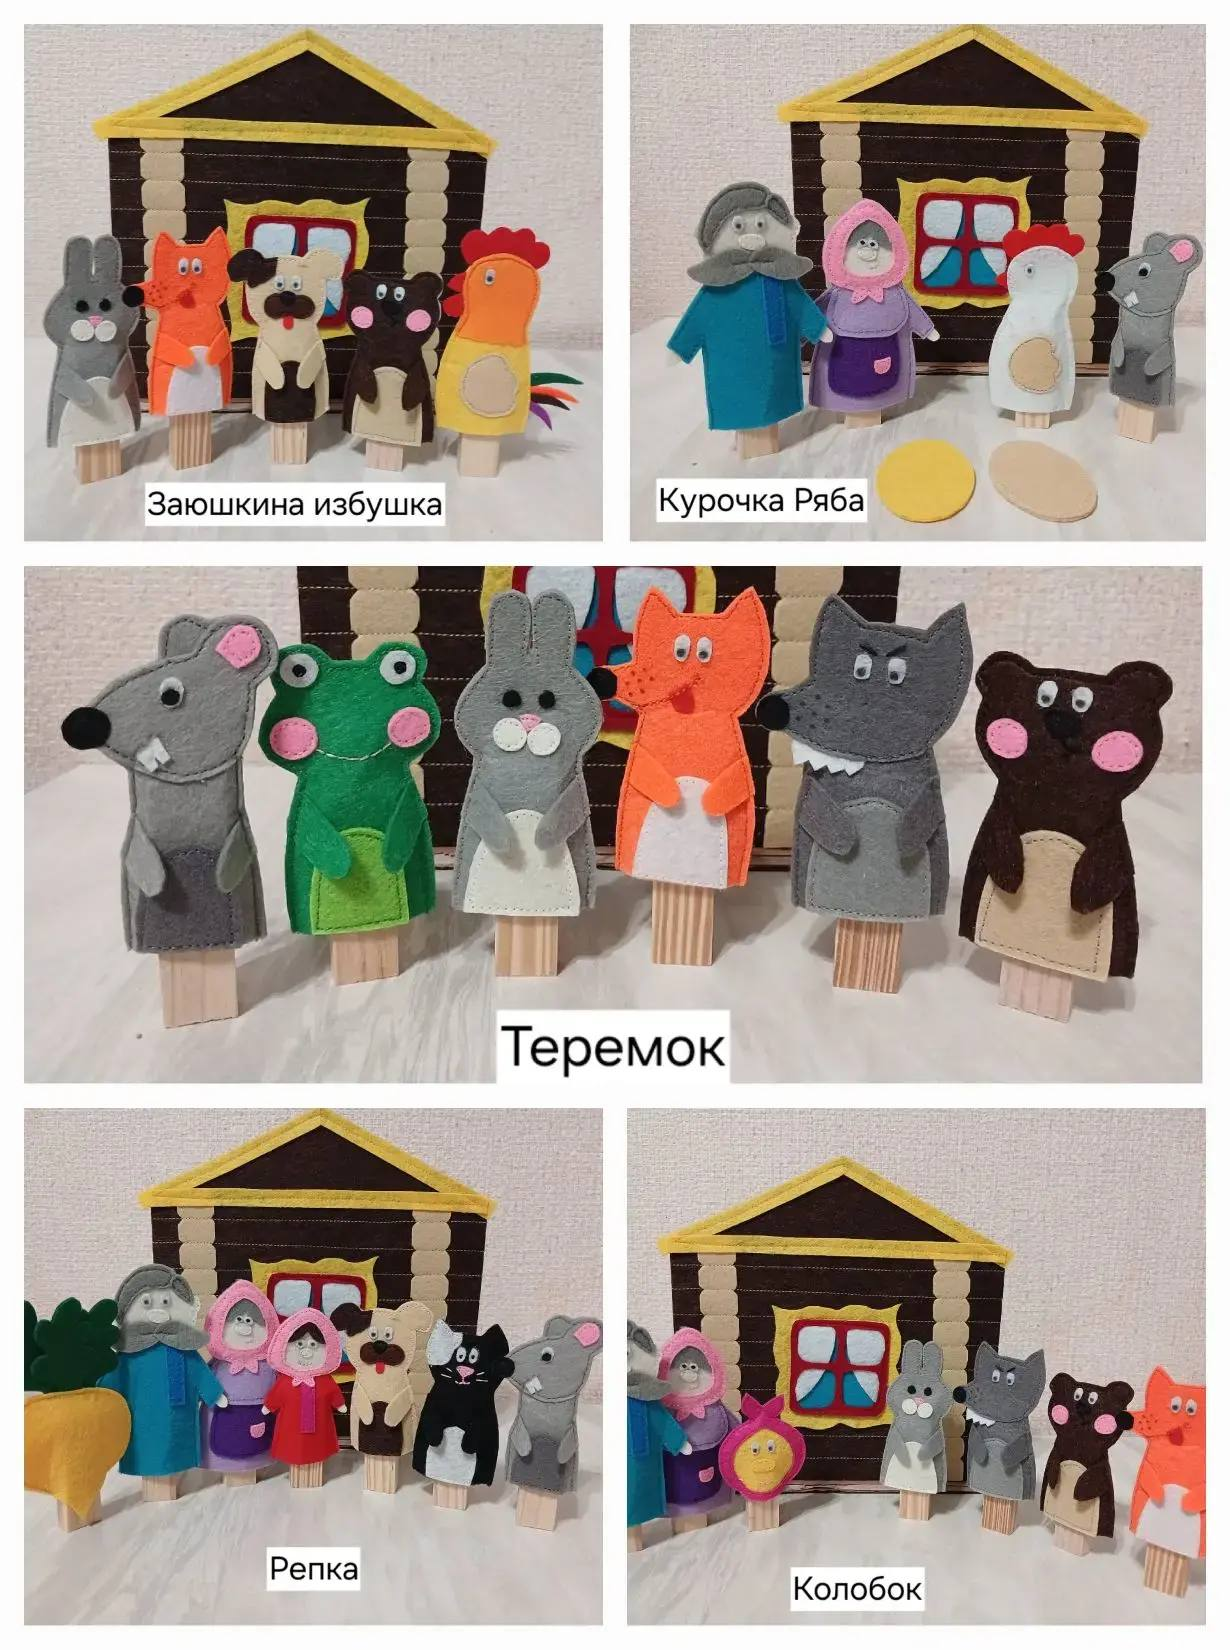 Заюшкина избушка
Курочка Ряба
Теремок
Репка
Колобок